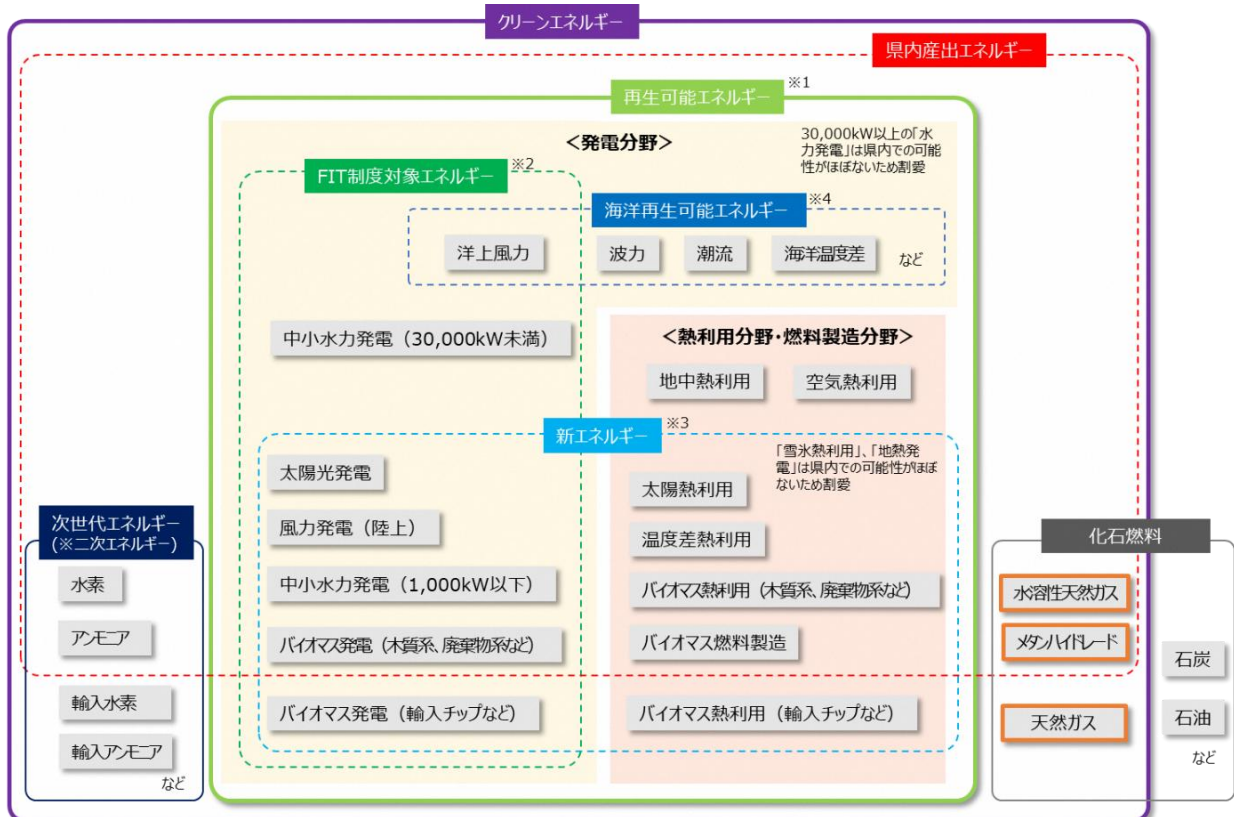 クリーンエネルギー
県内産出エネルギー
再生可能エネルギー
※1
<発電分野>
30,000kW以上の「水
力発電」は県内での可能
性がほぼないため割愛
FIT制度対象エネルギー
※2
海洋再生可能エネルギー
※4
洋上風力
波力
潮流
海洋温度差
など
中小水力発電（30,000kW未満）
<熱利用分野・燃料製造分野>
地中熱利用
空気熱利用
新エネルギー
※3
「雪氷熱利用」、「地熱発
電」は県内での可能性がほぼ
ないため割愛
太陽光発電
太陽熱利用
風力発電（陸上）
温度差熱利用
中小水力発電（1,000kW以下）
バイオマス熱利用（木質系、廃棄物系など）
バイオマス発電（木質系、廃棄物系など）
バイオマス燃料製造
バイオマス発電（輸入チップなど）
バイオマス熱利用（輸入チップなど）
次世代エネルギー
(※二次エネルギー)
水素
アンモニア
輸入水素
輸入アンモニア
など
化石燃料
水溶性天然ガス
メタンハイドレード
天然ガス
石炭
石油
など